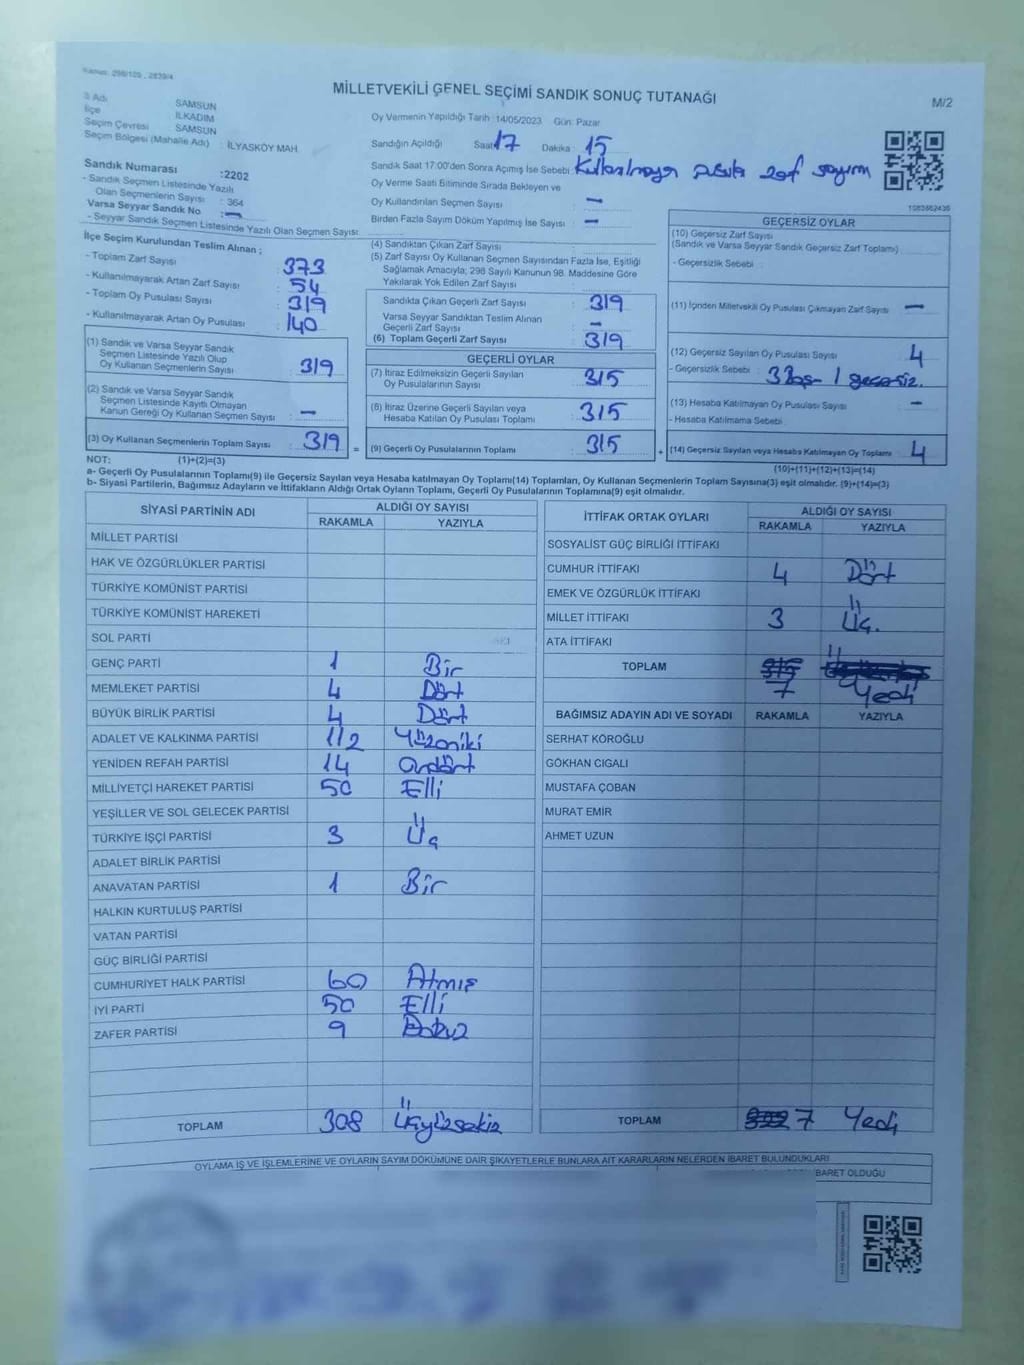 Kanun: 298/105 , 2839/4
MİLLETVEKİLİ GENEL SEÇİMİ SANDIK SONUÇ TUTANAĞI
M/2
İl Adı SAMSUN
İlçe İLKADIM
Seçim Çevresi SAMSUN
Seçim Bölgesi (Mahalle Adı) : İLYASKÖY MAH.
Oy Vermenin Yapıldığı Tarih : 14/05/2023 Gün: Pazar
Sandığın Açıldığı Saat: 17 Dakika : 15
Sandık Saat 17:00'den Sonra Açımış İse Sebebi: Kullanılmayan pusula zarf sayım
Oy Verme Saati Bitiminde Sırada Bekleyen ve
Oy Kullandırılan Seçmen Sayısı : —
Birden Fazla Sayım Döküm Yapılmış İse Sayısı : —
Sandık Numarası :2202
- Sandık Seçmen Listesinde Yazılı
Olan Seçmenlerin Sayısı : 364
Varsa Seyyar Sandık No : —
- Seyyar Sandık Seçmen Listesinde Yazılı Olan Seçmen Sayısı:
1083862436
İlçe Seçim Kurulundan Teslim Alınan ;
- Toplam Zarf Sayısı : 373
- Kullanılmayarak Artan Zarf Sayısı : 54
- Toplam Oy Pusulası Sayısı : 319
- Kullanılmayarak Artan Oy Pusulası : 140
(1) Sandık ve Varsa Seyyar Sandık
Seçmen Listesinde Yazılı Olup
Oy Kullanan Seçmenlerin Sayısı : 319
(2) Sandık ve Varsa Seyyar Sandık
Seçmen Listesinde Kayıtlı Olmayan
Kanun Gereği Oy Kullanan Seçmen Sayısı : —
(3) Oy Kullanan Seçmenlerin Toplam Sayısı : 319
(4) Sandıktan Çıkan Zarf Sayısı :
(5) Zarf Sayısı Oy Kullanan Seçmen Sayısından Fazla İse, Eşitliği
Sağlamak Amacıyla; 298 Sayılı Kanunun 98. Maddesine Göre
Yakılarak Yok Edilen Zarf Sayısı :
Sandıkta Çıkan Geçerli Zarf Sayısı : 319
Varsa Seyyar Sandıktan Teslim Alınan
Geçerli Zarf Sayısı : —
(6) Toplam Geçerli Zarf Sayısı : 319
GEÇERLİ OYLAR
(7) İtiraz Edilmeksizin Geçerli Sayılan
Oy Pusulalarının Sayısı : 315
(8) İtiraz Üzerine Geçerli Sayılan veya
Hesaba Katılan Oy Pusulaları Toplamı : 315
= (9) Geçerli Oy Pusulalarının Toplamı : 315
GEÇERSİZ OYLAR
(10) Geçersiz Zarf Sayısı
(Sandık ve Varsa Seyyar Sandık Geçersiz Zarf Toplamı) :
- Geçersizlik Sebebi :
(11) İçinden Milletvekili Oy Pusulası Çıkmayan Zarf Sayısı : —
(12) Geçersiz Sayılan Oy Pusulası Sayısı : 4
- Geçersizlik Sebebi : 3 Boş - 1 geçersiz.
(13) Hesaba Katılmayan Oy Pusulası Sayısı : —
- Hesaba Katılmama Sebebi :
+ (14) Geçersiz Sayılan veya Hesaba Katılmayan Oy Toplamı : 4
NOT: (1)+(2)=(3)
(10)+(11)+(12)+(13)=(14)
a- Geçerli Oy Pusulalarının Toplamı(9) ile Geçersiz Sayılan veya Hesaba katılmayan Oy Toplamı(14) Toplamları, Oy Kullanan Seçmenlerin Toplam Sayısına(3) eşit olmalıdır. (9)+(14)=(3)
b- Siyasi Partilerin, Bağımsız Adayların ve İttifakların Aldığı Ortak Oyların Toplamı, Geçerli Oy Pusulalarının Toplamına(9) eşit olmalıdır.
SİYASİ PARTİNİN ADI ALDIĞI OY SAYISI
RAKAMLA YAZIYLA
MİLLET PARTİSİ
HAK VE ÖZGÜRLÜKLER PARTİSİ
TÜRKİYE KOMÜNİST PARTİSİ
TÜRKİYE KOMÜNİST HAREKETİ
SOL PARTİ
GENÇ PARTİ 1 Bir
MEMLEKET PARTİSİ 4 Dört
BÜYÜK BİRLİK PARTİSİ 4 Dört
ADALET VE KALKINMA PARTİSİ 112 Yüzoniki
YENİDEN REFAH PARTİSİ 14 ondört
MİLLİYETÇİ HAREKET PARTİSİ 50 Elli
YEŞİLLER VE SOL GELECEK PARTİSİ
TÜRKİYE İŞÇİ PARTİSİ 3 Üç
ADALET BİRLİK PARTİSİ
ANAVATAN PARTİSİ 1 Bir
HALKIN KURTULUŞ PARTİSİ
VATAN PARTİSİ
GÜÇ BİRLİĞİ PARTİSİ
CUMHURİYET HALK PARTİSİ 60 Atmış
İYİ PARTİ 50 Elli
ZAFER PARTİSİ 9 Dokuz
TOPLAM 308 Üçyüzsekiz
İTTİFAK ORTAK OYLARI ALDIĞI OY SAYISI
RAKAMLA YAZIYLA
SOSYALİST GÜÇ BİRLİĞİ İTTİFAKI
CUMHUR İTTİFAKI 4 Dört
EMEK VE ÖZGÜRLÜK İTTİFAKI
MİLLET İTTİFAKI 3 Üç.
ATA İTTİFAKI
TOPLAM 7 Yedi
BAĞIMSIZ ADAYIN ADI VE SOYADI RAKAMLA YAZIYLA
SERHAT KÖROĞLU
GÖKHAN CIGALI
MUSTAFA ÇOBAN
MURAT EMİR
AHMET UZUN
TOPLAM 7 Yedi
OYLAMA İŞ VE İŞLEMLERİNE VE OYLARIN SAYIM DÖKÜMÜNE DAİR ŞİKAYETLERLE BUNLARA AİT KARARLARIN NELERDEN İBARET BULUNDUKLARI
BARET OLDUĞU